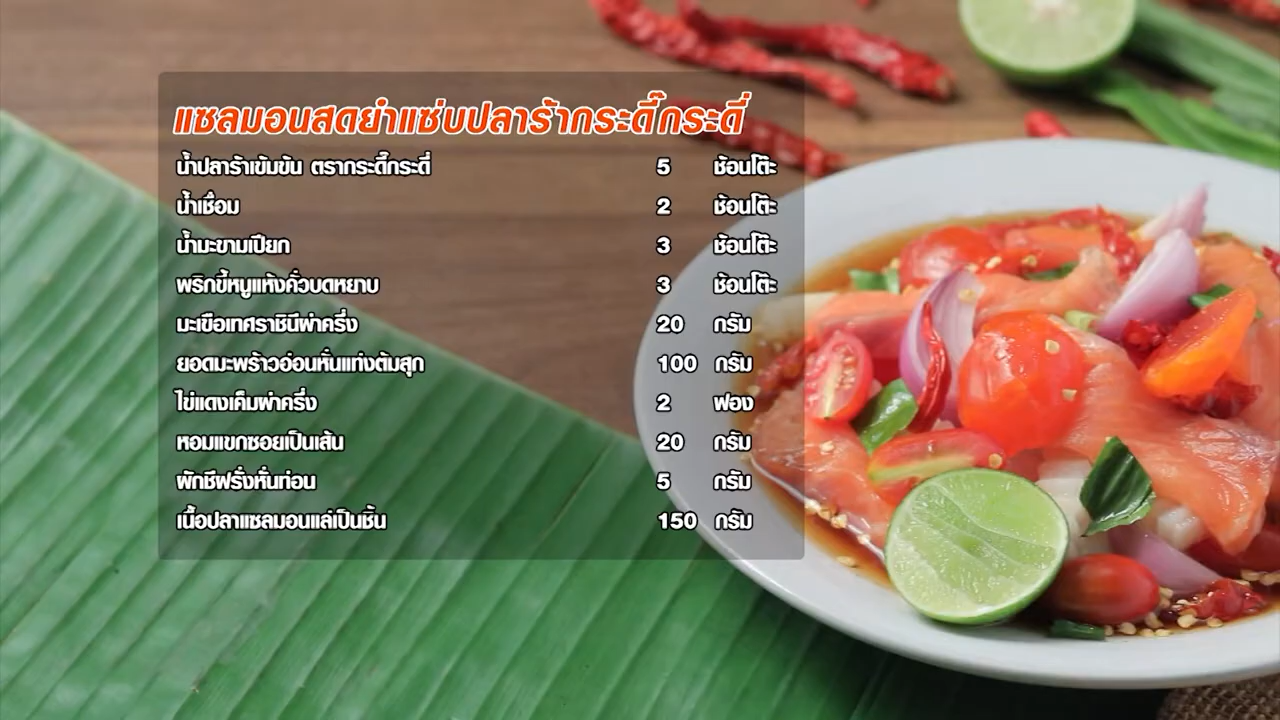 แซลมอนสดยำแซ่บปลาร้ากระดี๊กระดี่
น้ำปลาร้าเข้มข้น ตรากระดี๊กระดี่ 5 ช้อนโต๊ะ
น้ำเชื่อม 2 ช้อนโต๊ะ
น้ำมะขามเปียก 3 ช้อนโต๊ะ
พริกขี้หนูแห้งคั่วบดหยาบ 3 ช้อนโต๊ะ
มะเขือเทศราชินีผ่าครึ่ง 20 กรัม
ยอดมะพร้าวอ่อนหั่นแท่งต้มสุก 100 กรัม
ไข่แดงเค็มผ่าครึ่ง 2 ฟอง
หอมแขกซอยเป็นเส้น 20 กรัม
ผักชีฝรั่งหั่นท่อน 5 กรัม
เนื้อปลาแซลมอนแล่เป็นชิ้น 150 กรัม